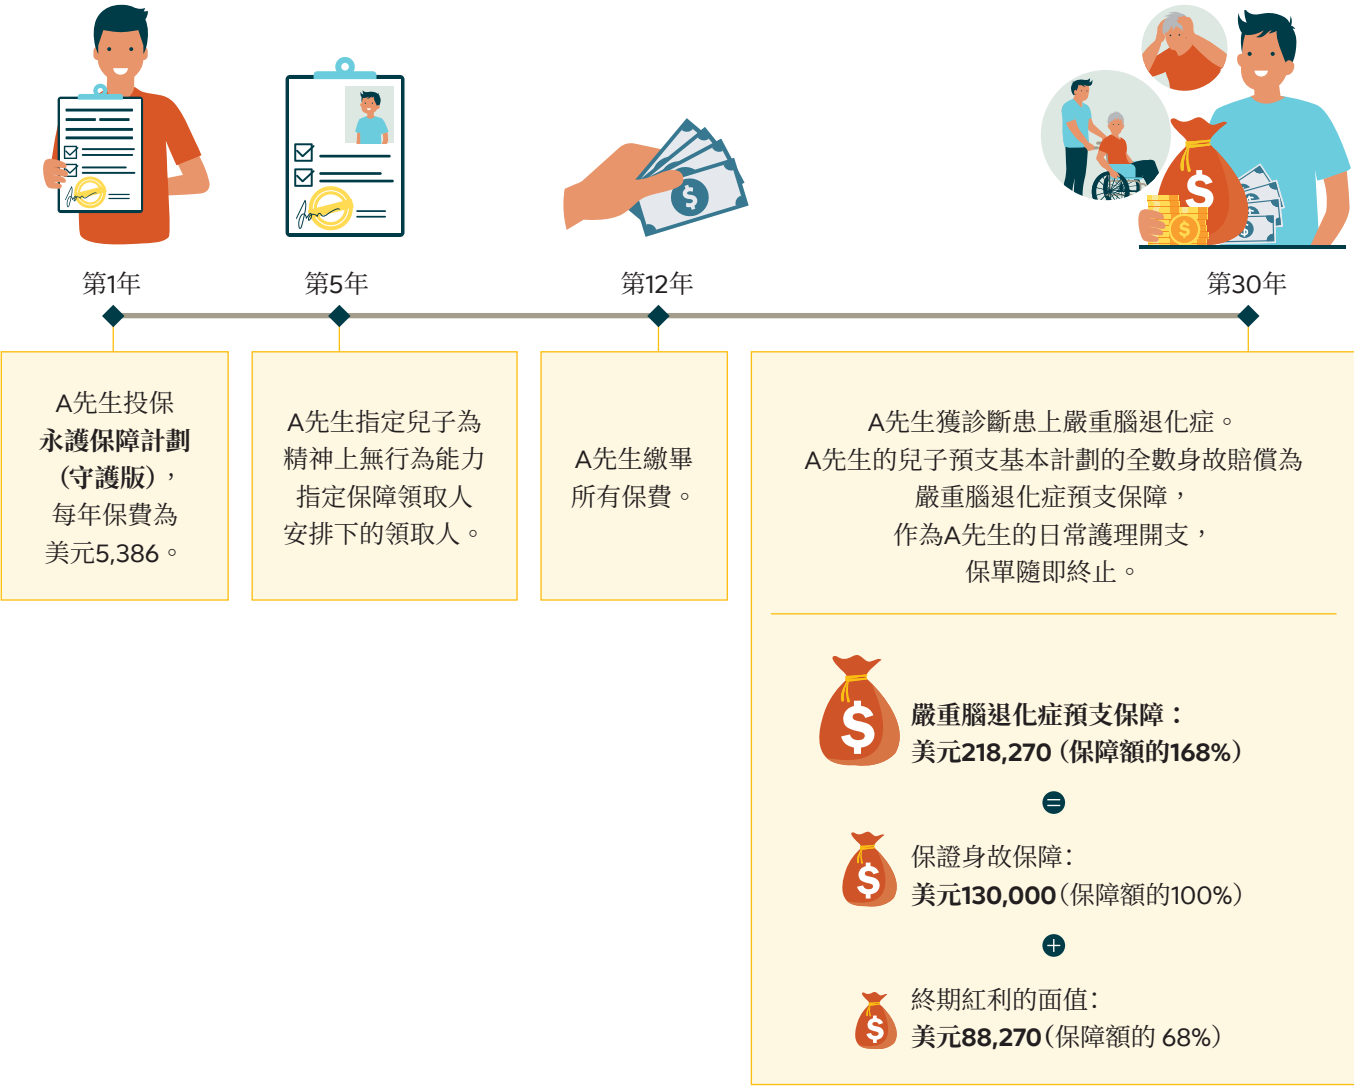 第1年
第5年
第12年
第30年
A先生投保
永護保障計劃
（守護版），
每年保費為
美元5,386。
A先生指定兒子為
精神上無行為能力
指定保障領取人
安排下的領取人。
A先生繳畢
所有保費。
A先生獲診斷患上嚴重腦退化症。
A先生的兒子預支基本計劃的全數身故賠償為
嚴重腦退化症預支保障，
作為A先生的日常護理開支，
保單隨即終止。
嚴重腦退化症預支保障：
美元218,270（保障額的168%）
=
保證身故保障：
美元130,000（保障額的100%）
+
終期紅利的面值：
美元88,270（保障額的 68%）